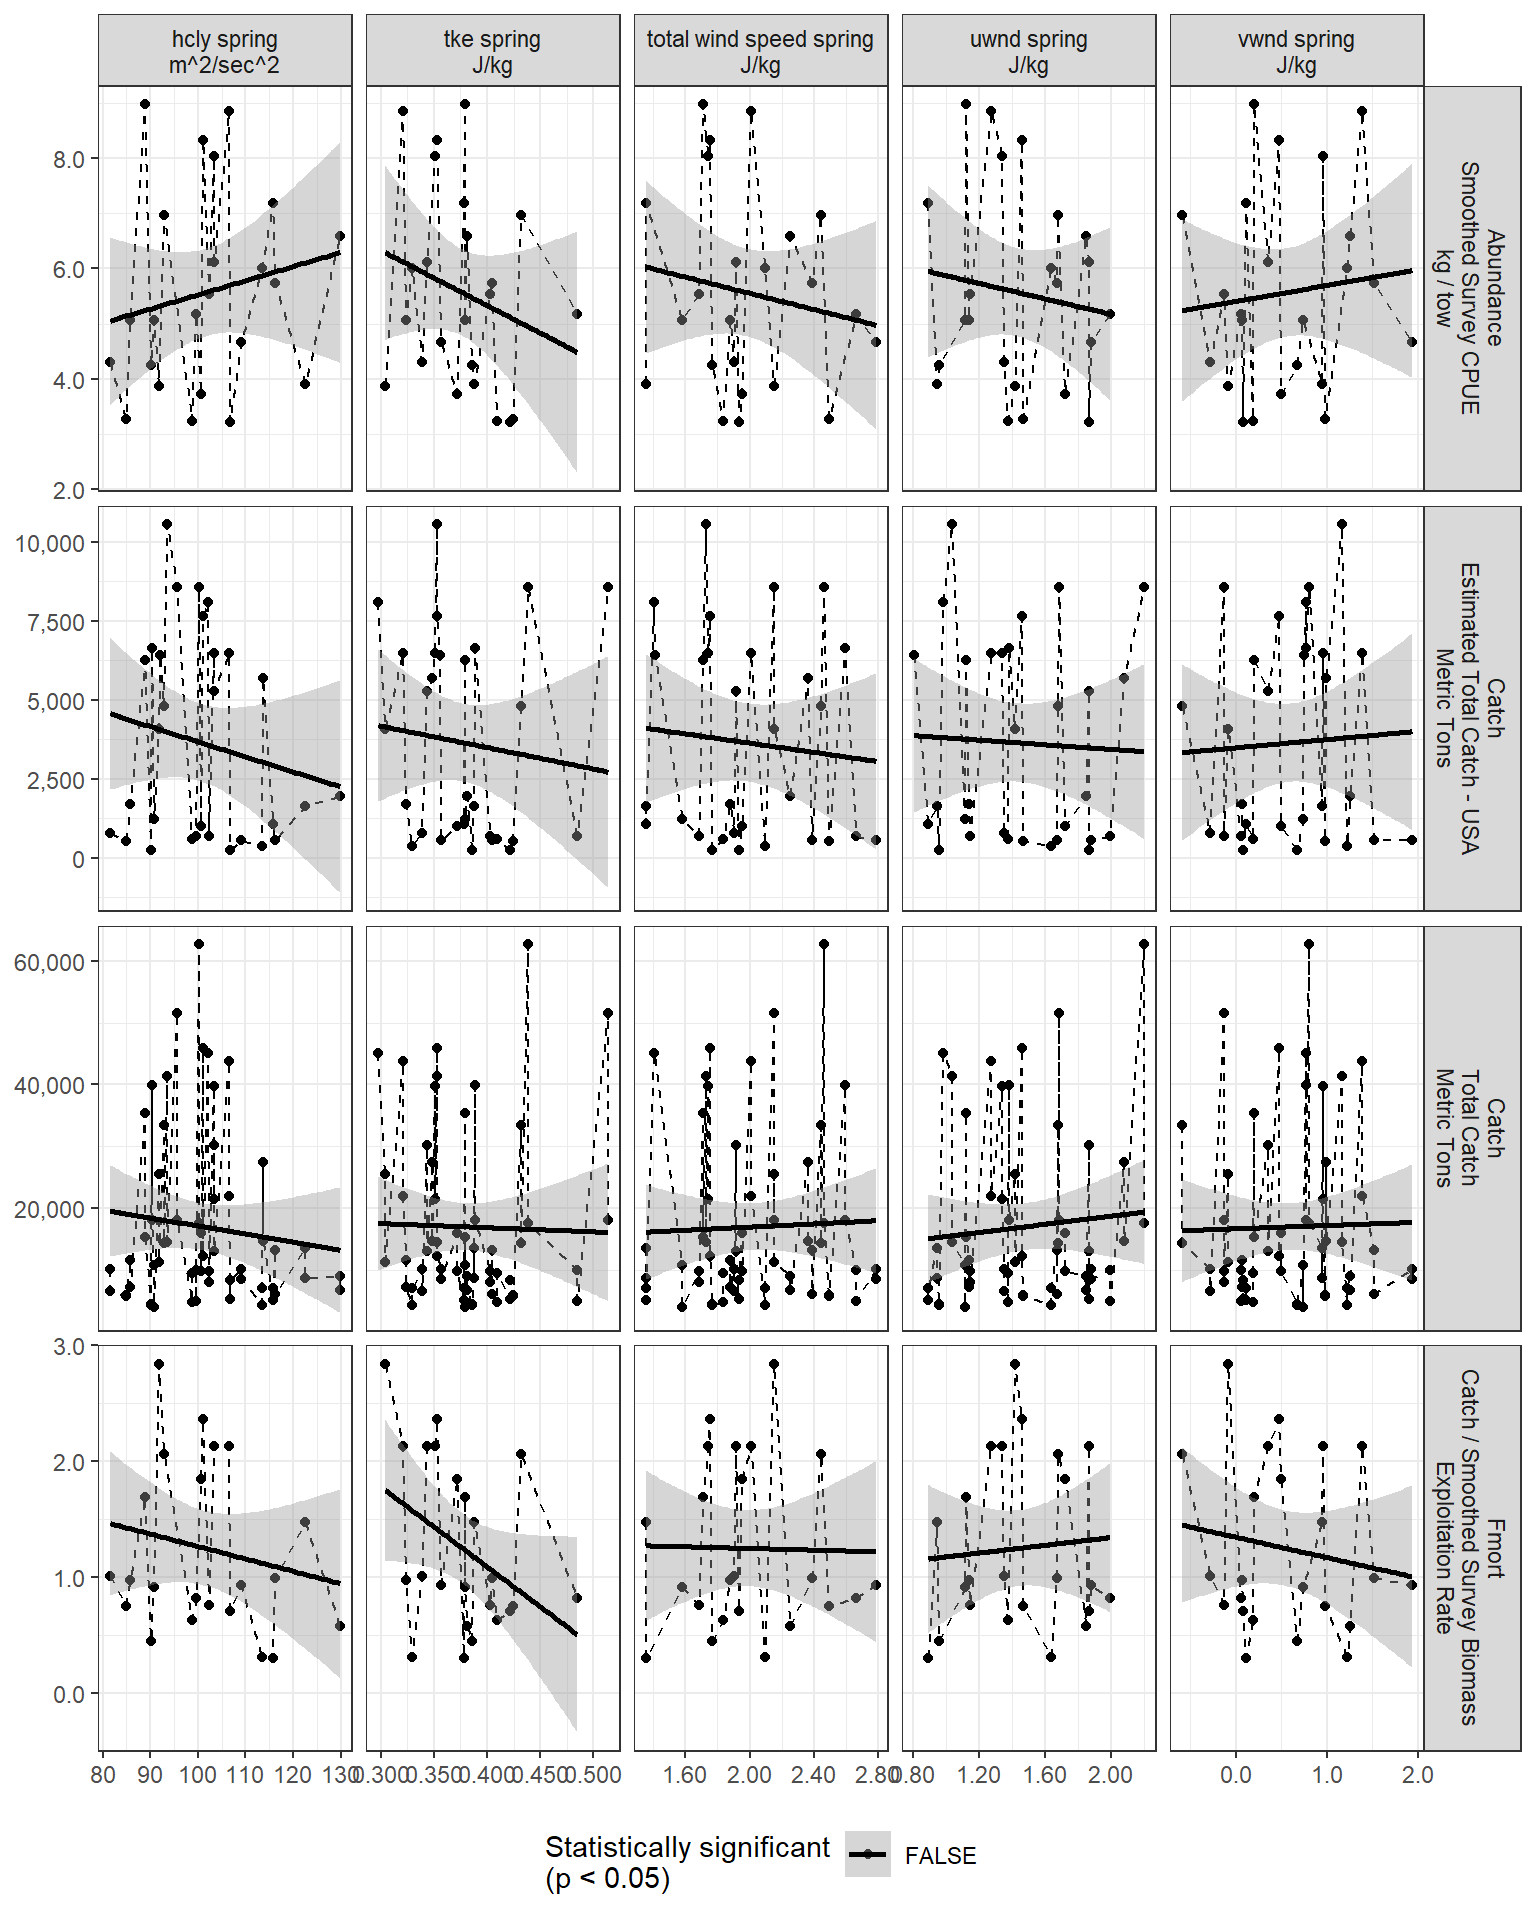 hcly spring
m^2/sec^2
tke spring
J/kg
total wind speed spring
J/kg
uwnd spring
J/kg
vwnd spring
J/kg
8.0
6.0
4.0
2.0
Abundance
Smoothed Survey CPUE
kg / tow
10,000
7,500
5,000
2,500
0
Catch
Estimated Total Catch - USA
Metric Tons
60,000
40,000
20,000
Catch
Total Catch
Metric Tons
3.0
2.0
1.0
0.0
Fmort
Catch / Smoothed Survey Biomass
Exploitation Rate
80 90 100 110 120 130
0.300 0.350 0.400 0.450 0.500
1.60 2.00 2.40 2.80
0.80 1.20 1.60 2.00
0.0 1.0 2.0
Statistically significant
(p < 0.05)
FALSE